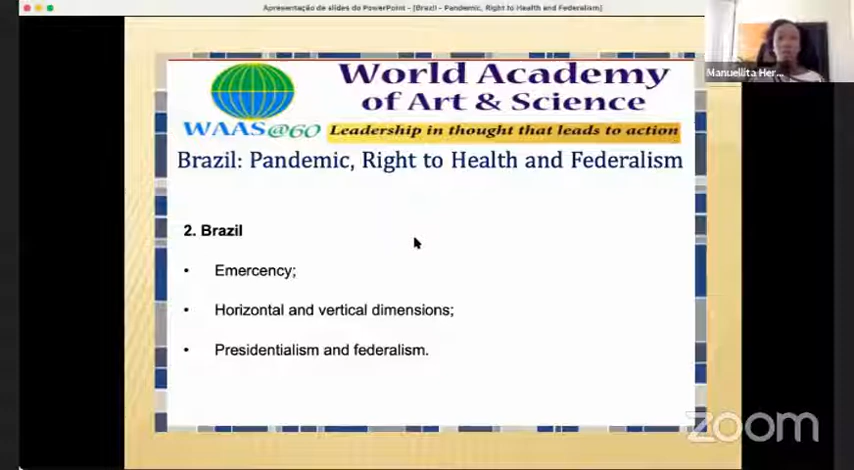 Apresentação de slides do PowerPoint - [Brazil - Pandemic, Right to Health and Federalism]
Manuellita Her...
World Academy
of Art & Science
WAAS@60
Leadership in thought that leads to action
Brazil: Pandemic, Right to Health and Federalism
2. Brazil
• Emercency;
• Horizontal and vertical dimensions;
• Presidentialism and federalism.
zoom